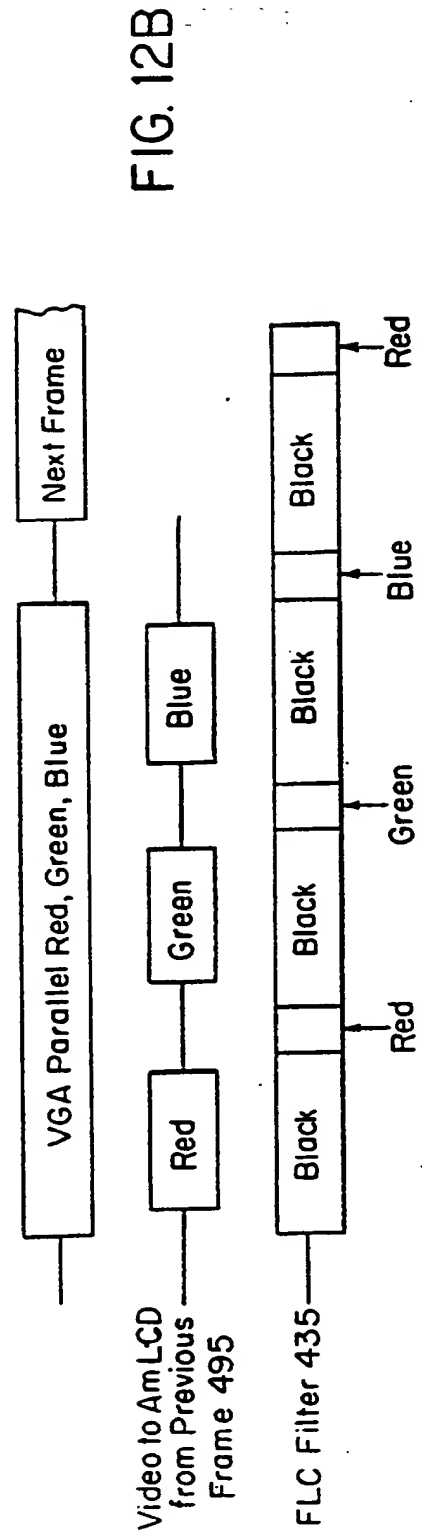 VGA Parallel Red, Green, Blue
Next Frame
Video to AmLCD
from Previous
Frame 495
Red
Green
Blue
FLC Filter 435
Black
Black
Black
Black
Red
Green
Blue
Red
FIG. 12B